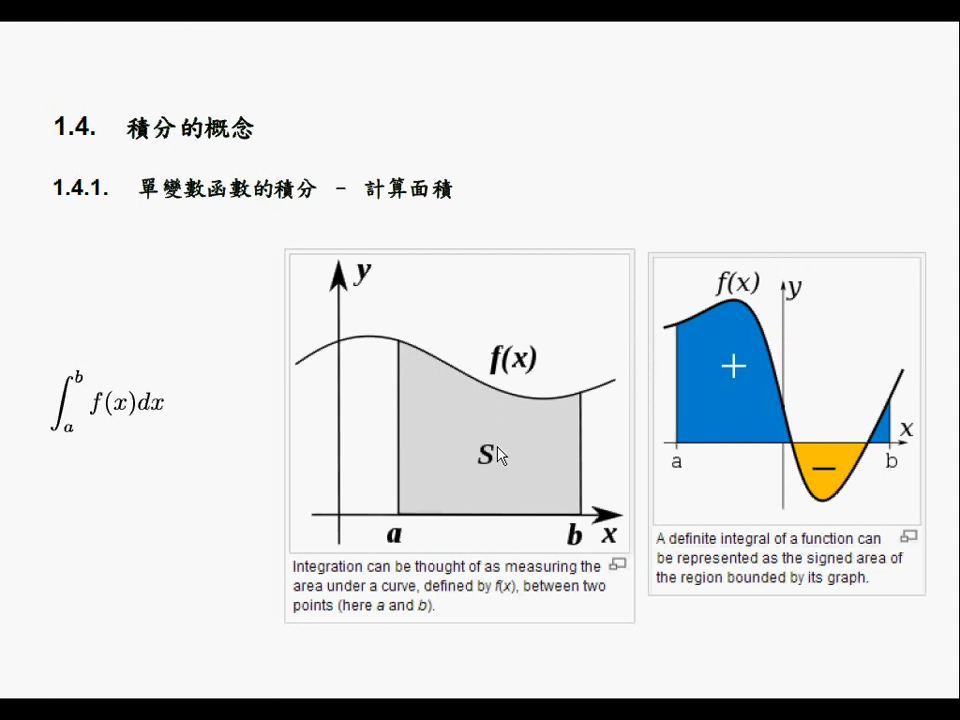 1.4. 積分的概念
1.4.1. 單變數函數的積分 - 計算面積
∫_a^b f(x)dx
y
f(x)
S
a b x
Integration can be thought of as measuring the
area under a curve, defined by f(x), between two
points (here a and b).
f(x) y
+
x
a b
−
A definite integral of a function can
be represented as the signed area of
the region bounded by its graph.